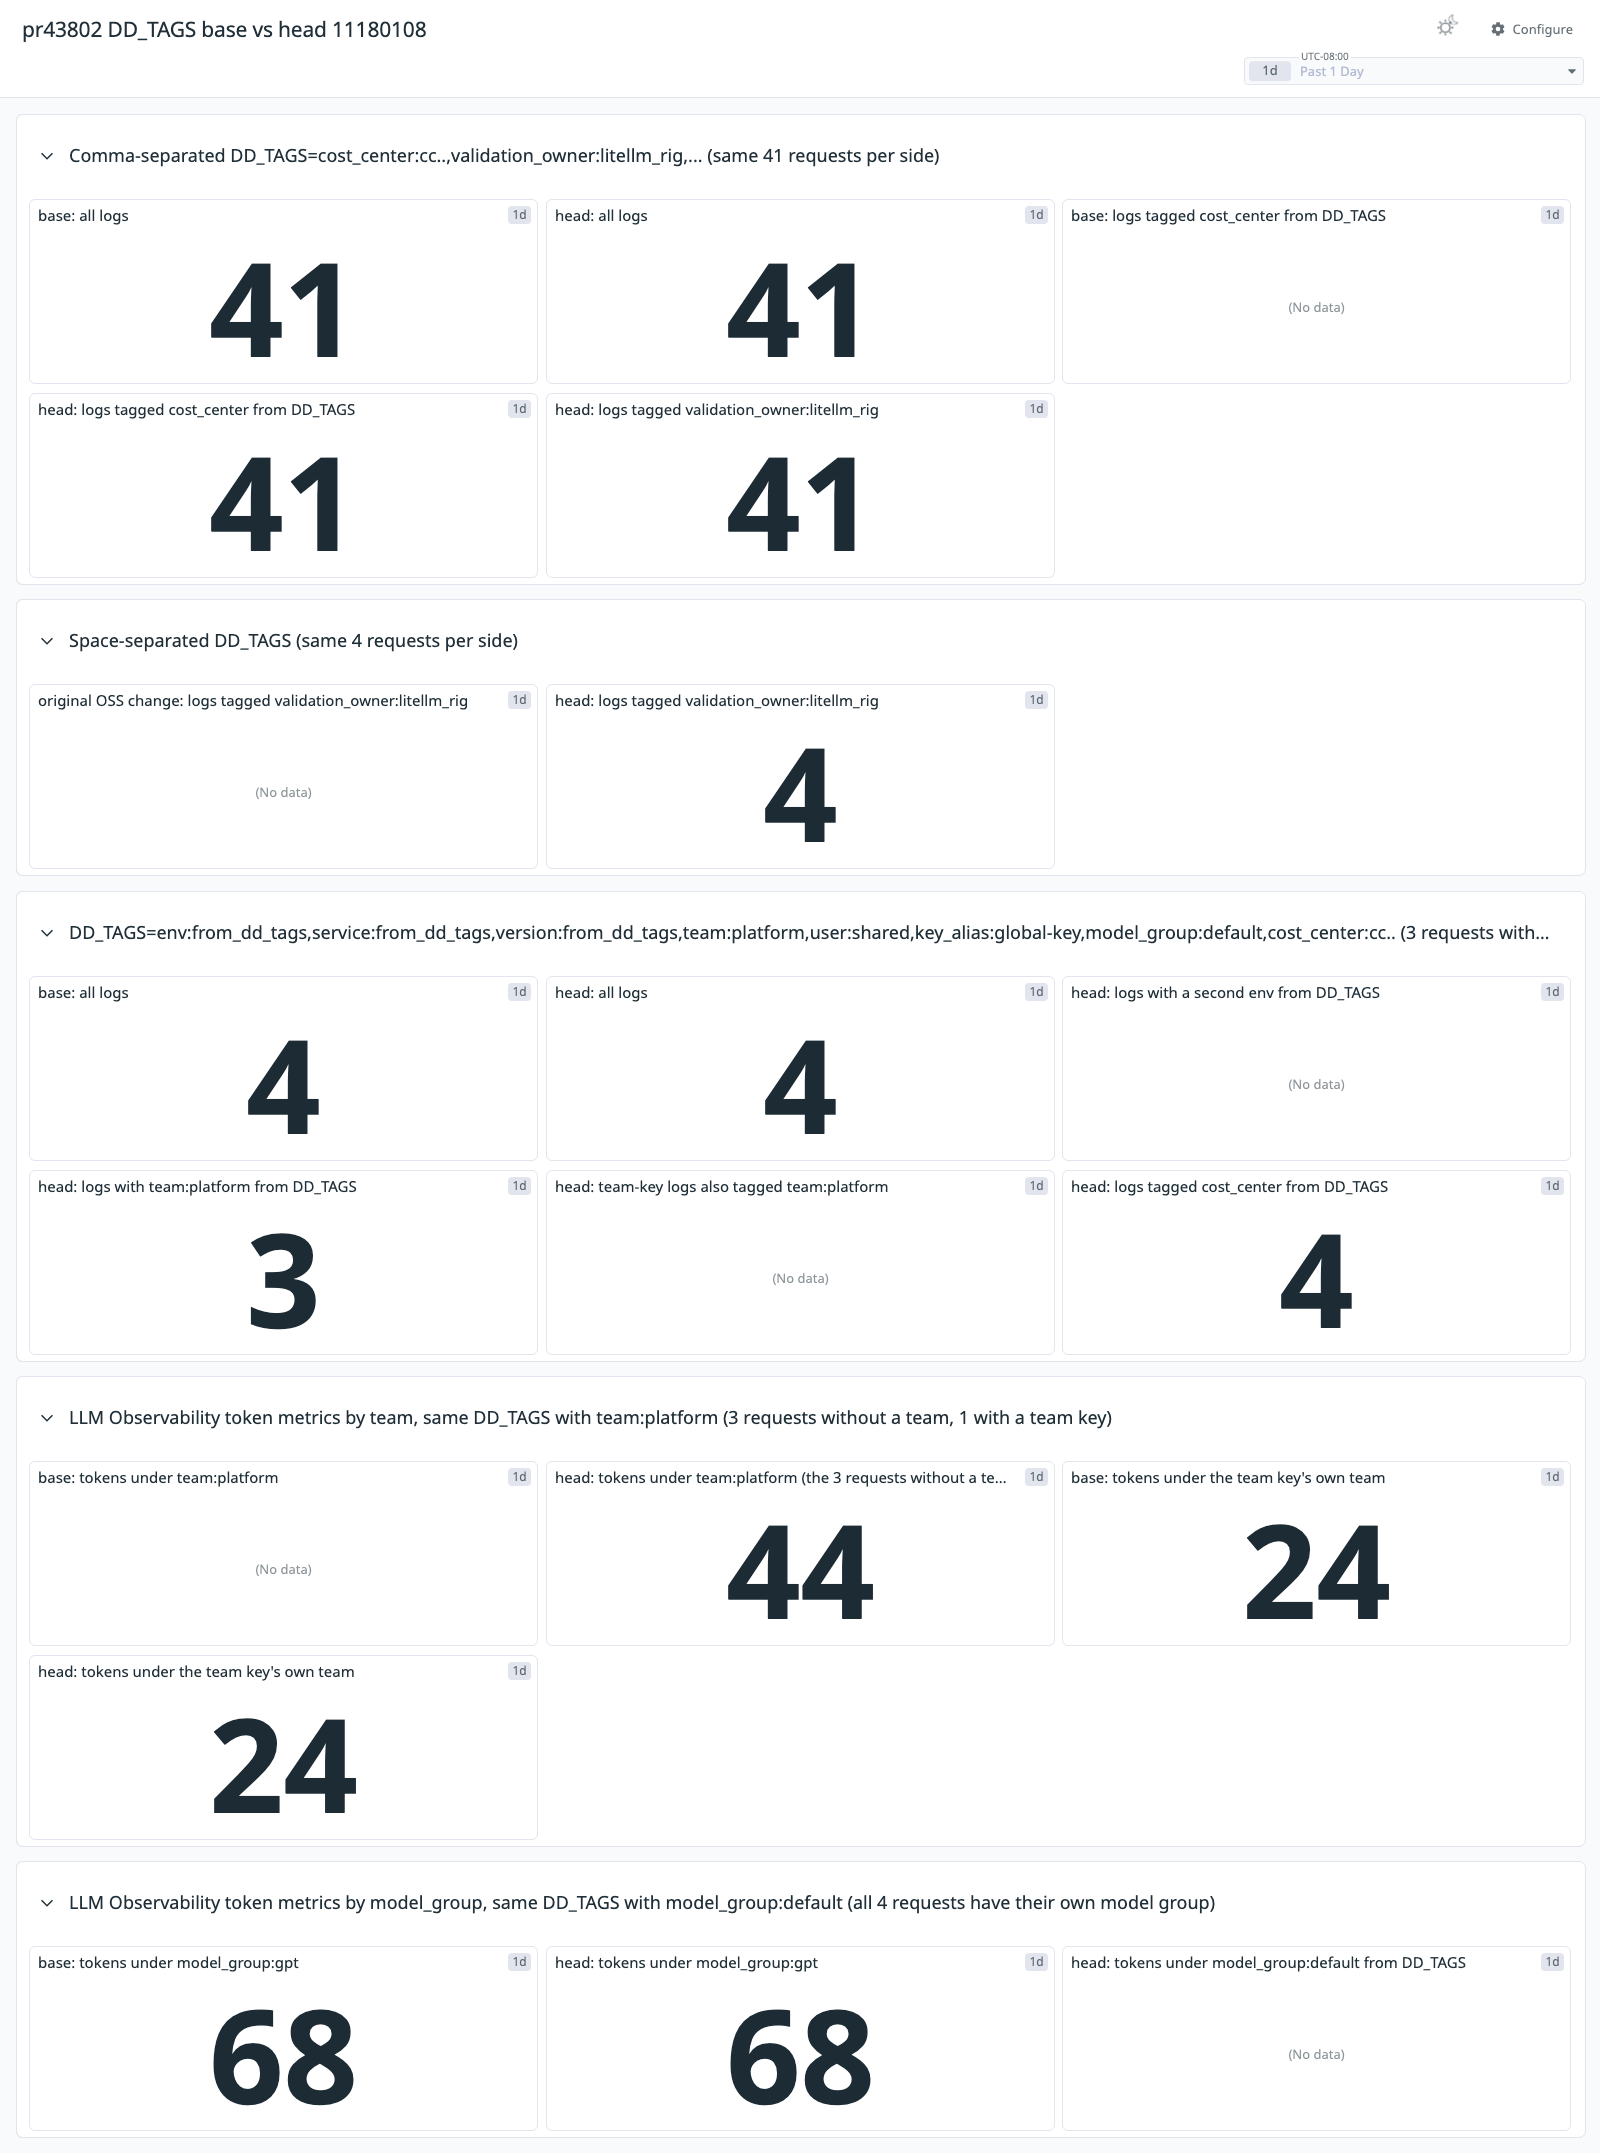 pr43802 DD_TAGS base vs head 11180108
Configure
UTC-08:00
1d Past 1 Day
Comma-separated DD_TAGS=cost_center:cc..,validation_owner:litellm_rig,... (same 41 requests per side)
base: all logs 1d
41
head: all logs 1d
41
base: logs tagged cost_center from DD_TAGS 1d
(No data)
head: logs tagged cost_center from DD_TAGS 1d
41
head: logs tagged validation_owner:litellm_rig 1d
41
Space-separated DD_TAGS (same 4 requests per side)
original OSS change: logs tagged validation_owner:litellm_rig 1d
(No data)
head: logs tagged validation_owner:litellm_rig 1d
4
DD_TAGS=env:from_dd_tags,service:from_dd_tags,version:from_dd_tags,team:platform,user:shared,key_alias:global-key,model_group:default,cost_center:cc.. (3 requests with...
base: all logs 1d
4
head: all logs 1d
4
head: logs with a second env from DD_TAGS 1d
(No data)
head: logs with team:platform from DD_TAGS 1d
3
head: team-key logs also tagged team:platform 1d
(No data)
head: logs tagged cost_center from DD_TAGS 1d
4
LLM Observability token metrics by team, same DD_TAGS with team:platform (3 requests without a team, 1 with a team key)
base: tokens under team:platform 1d
(No data)
head: tokens under team:platform (the 3 requests without a te... 1d
44
base: tokens under the team key's own team 1d
24
head: tokens under the team key's own team 1d
24
LLM Observability token metrics by model_group, same DD_TAGS with model_group:default (all 4 requests have their own model group)
base: tokens under model_group:gpt 1d
68
head: tokens under model_group:gpt 1d
68
head: tokens under model_group:default from DD_TAGS 1d
(No data)